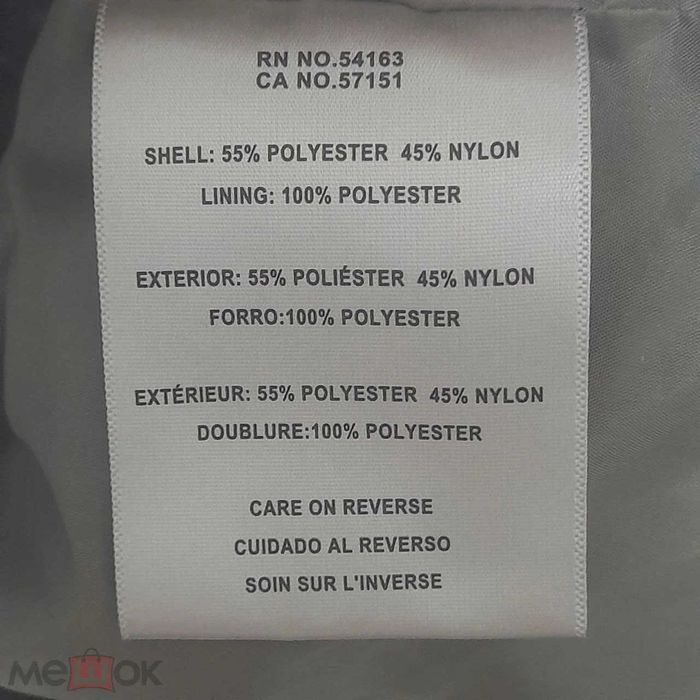 RN NO.54163
CA NO.57151
SHELL: 55% POLYESTER 45% NYLON
LINING: 100% POLYESTER
EXTERIOR: 55% POLIÉSTER 45% NYLON
FORRO:100% POLYESTER
EXTÉRIEUR: 55% POLYESTER 45% NYLON
DOUBLURE:100% POLYESTER
CARE ON REVERSE
CUIDADO AL REVERSO
SOIN SUR L'INVERSE
МЕШОК